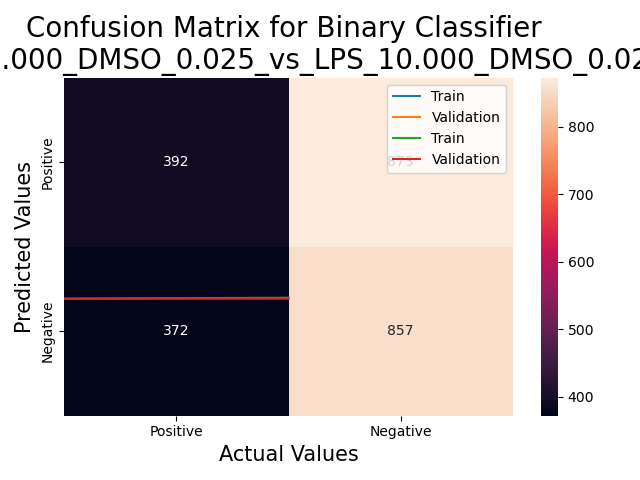 Confusion Matrix for Binary Classifier
.000_DMSO_0.025_vs_LPS_10.000_DMSO_0.02
Train
Validation
Train
Validation
Positive
Negative
Predicted Values
392
873
372
857
Positive
Negative
Actual Values
800
700
600
500
400